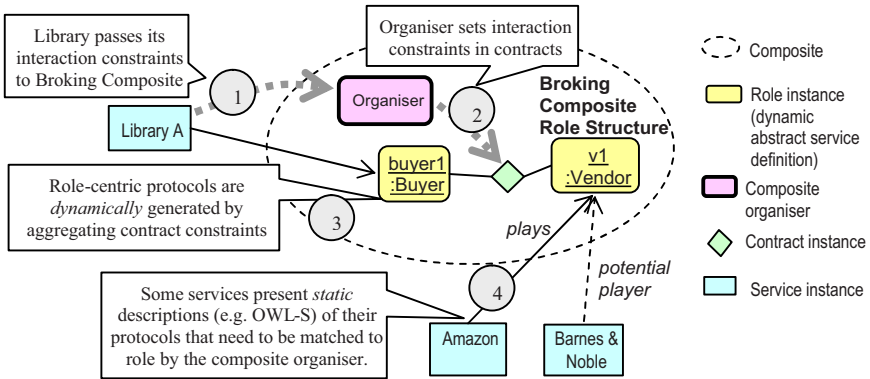 Library passes its
interaction constraints
to Broking Composite
Organiser sets interaction
constraints in contracts
1
Organiser
2
Broking
Composite
Role Structure
Library A
buyer1
:Buyer
v1
:Vendor
Role-centric protocols are
dynamically generated by
aggregating contract constraints
3
plays
potential
player
4
Some services present static
descriptions (e.g. OWL-S) of their
protocols that need to be matched to
role by the composite organiser.
Amazon
Barnes &
Noble
Composite
Role instance
(dynamic
abstract service
definition)
Composite
organiser
Contract instance
Service instance